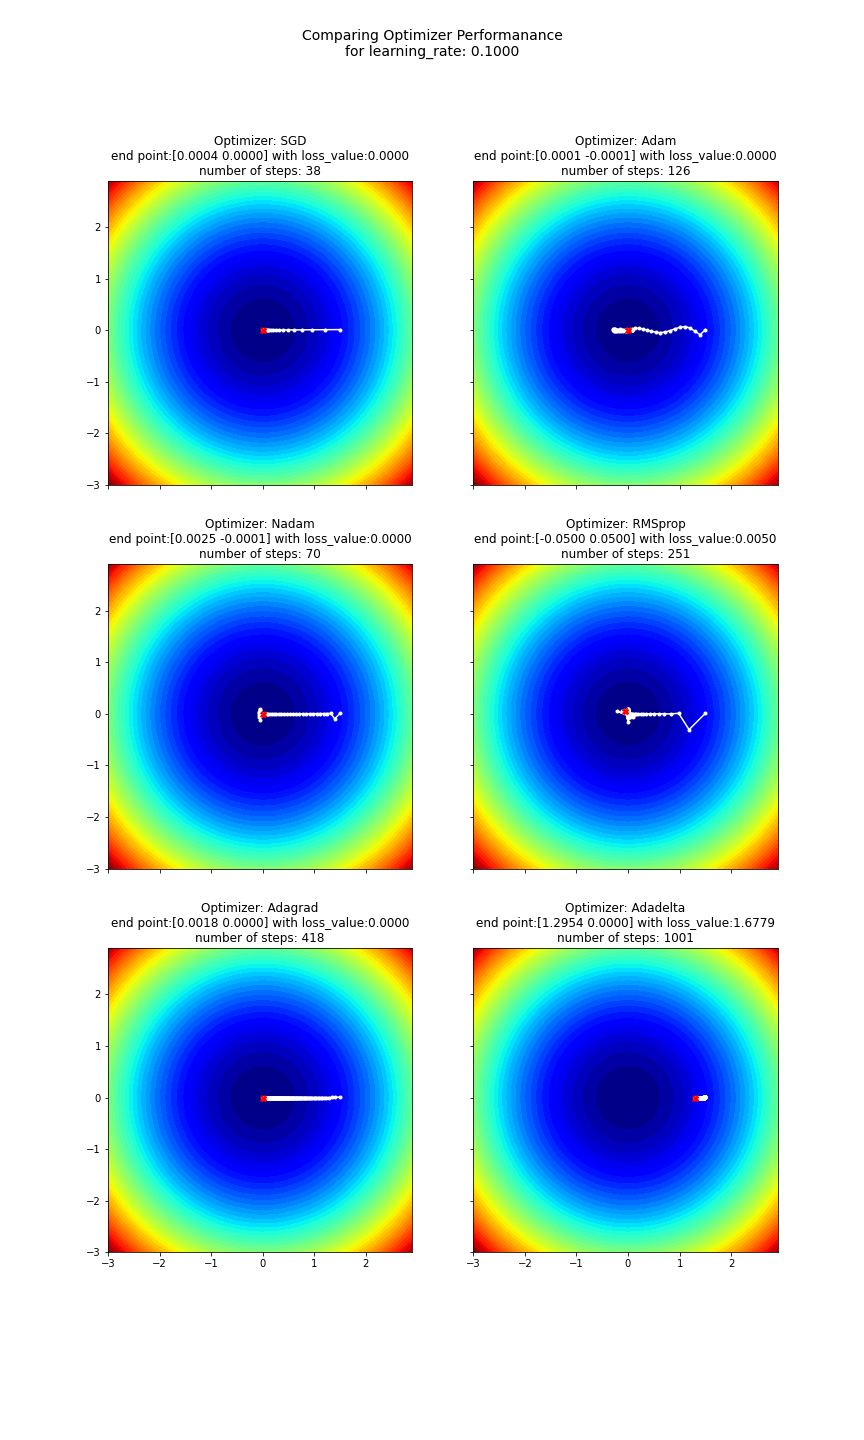 Comparing Optimizer Performanance
for learning_rate: 0.1000
Optimizer: SGD
end point:[0.0004 0.0000] with loss_value:0.0000
number of steps: 38
2
1
0
−1
−2
−3
Optimizer: Adam
end point:[0.0001 -0.0001] with loss_value:0.0000
number of steps: 126
Optimizer: Nadam
end point:[0.0025 -0.0001] with loss_value:0.0000
number of steps: 70
2
1
0
−1
−2
−3
Optimizer: RMSprop
end point:[-0.0500 0.0500] with loss_value:0.0050
number of steps: 251
Optimizer: Adagrad
end point:[0.0018 0.0000] with loss_value:0.0000
number of steps: 418
2
1
0
−1
−2
−3
−3 −2 −1 0 1 2
Optimizer: Adadelta
end point:[1.2954 0.0000] with loss_value:1.6779
number of steps: 1001
−3 −2 −1 0 1 2